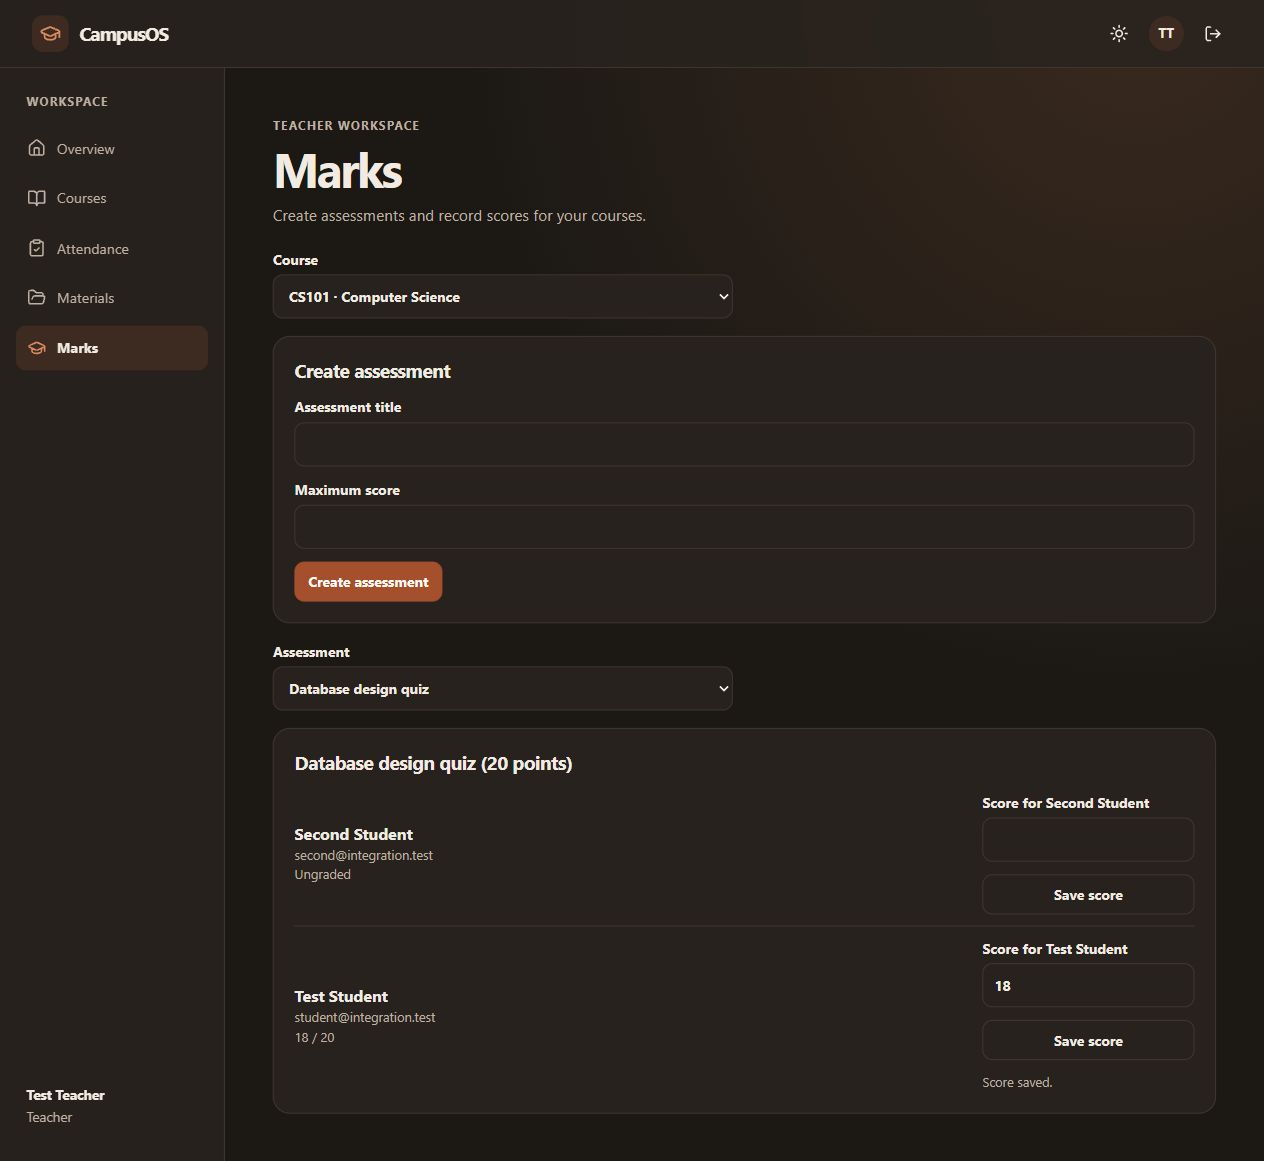 CampusOS
TT
WORKSPACE
Overview
Courses
Attendance
Materials
Marks
Test Teacher
Teacher
TEACHER WORKSPACE
Marks
Create assessments and record scores for your courses.
Course
CS101 · Computer Science
Create assessment
Assessment title
Maximum score
Create assessment
Assessment
Database design quiz
Database design quiz (20 points)
Second Student
second@integration.test
Ungraded
Score for Second Student
Save score
Test Student
student@integration.test
18 / 20
Score for Test Student
18
Save score
Score saved.